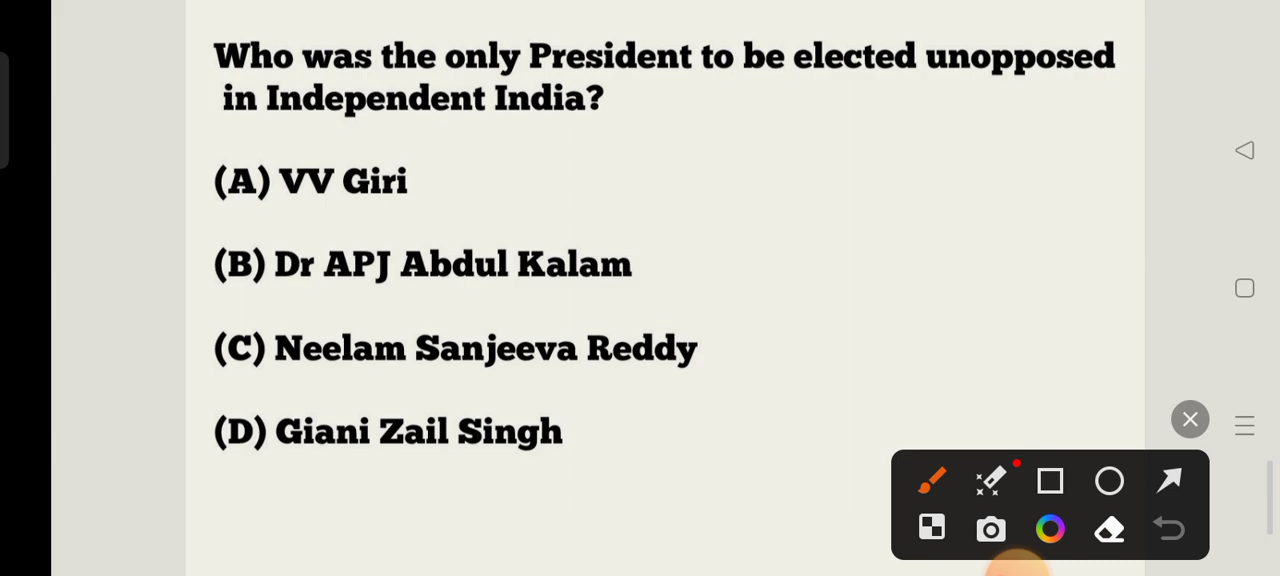 Who was the only President to be elected unopposed
in Independent India?
(A) VV Giri
(B) Dr APJ Abdul Kalam
(C) Neelam Sanjeeva Reddy
(D) Giani Zail Singh